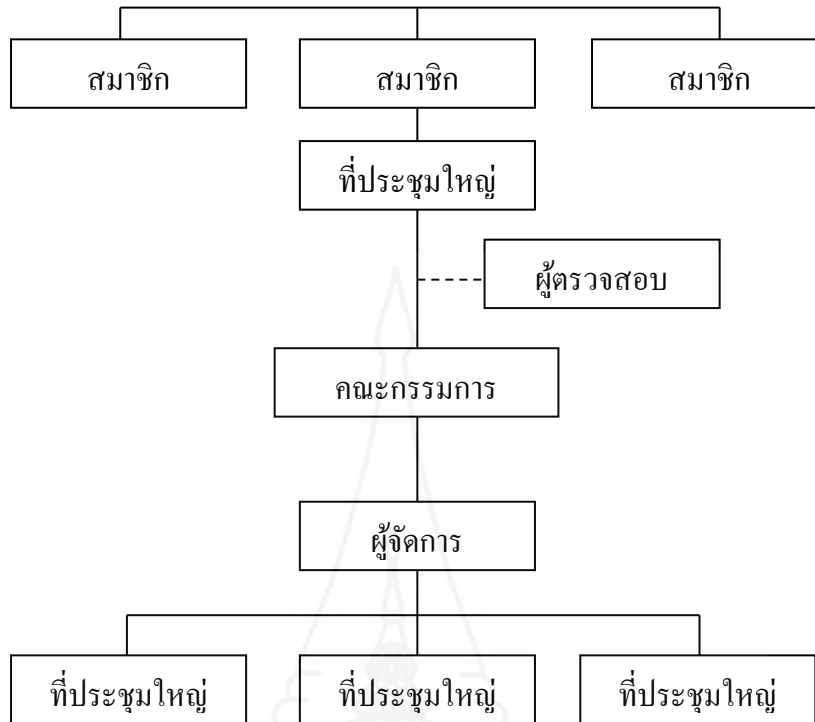 สมาชิก สมาชิก สมาชิก
ที่ประชุมใหญ่
ผู้ตรวจสอบ
คณะกรรมการ
ผู้จัดการ
ที่ประชุมใหญ่ ที่ประชุมใหญ่ ที่ประชุมใหญ่